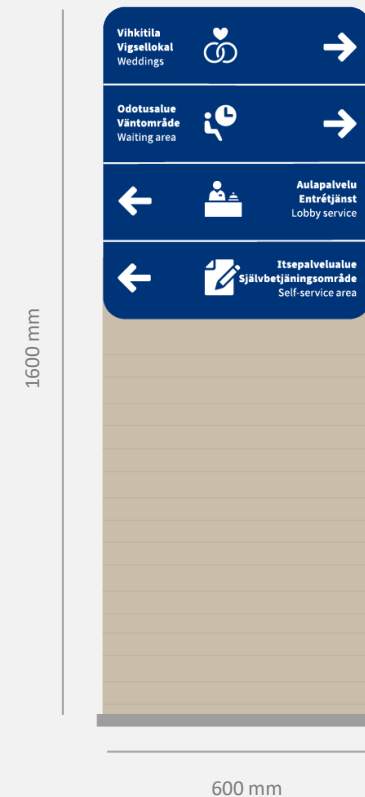 Vihkitila
Vigsellokal
Weddings
Odotusalue
Väntområde
Waiting area
Aulapalvelu
Entrétjänst
Lobby service
Itsepalvelualue
Självbetjäningsområde
Self-service area
1600 mm
600 mm